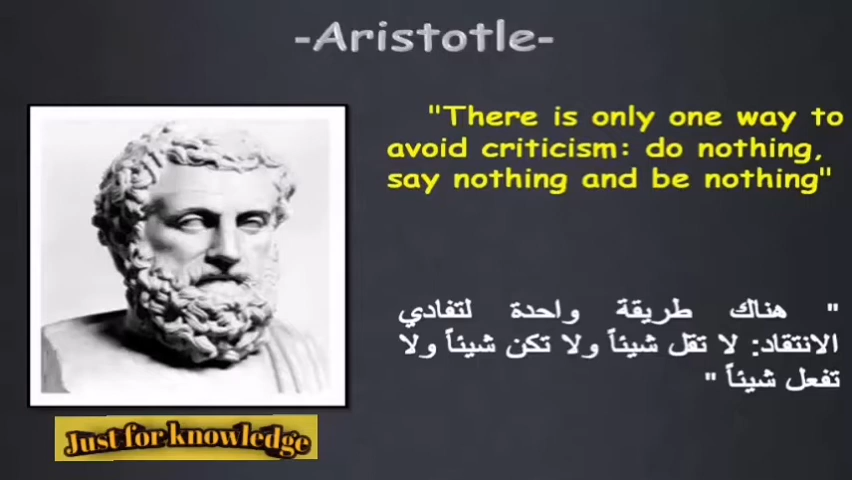 -Aristotle-
"There is only one way to
avoid criticism: do nothing,
say nothing and be nothing"
" هناك طريقة واحدة لتفادي
الانتقاد: لا تقل شيئاً ولا تكن شيئاً ولا
تفعل شيئاً "
Just for knowledge